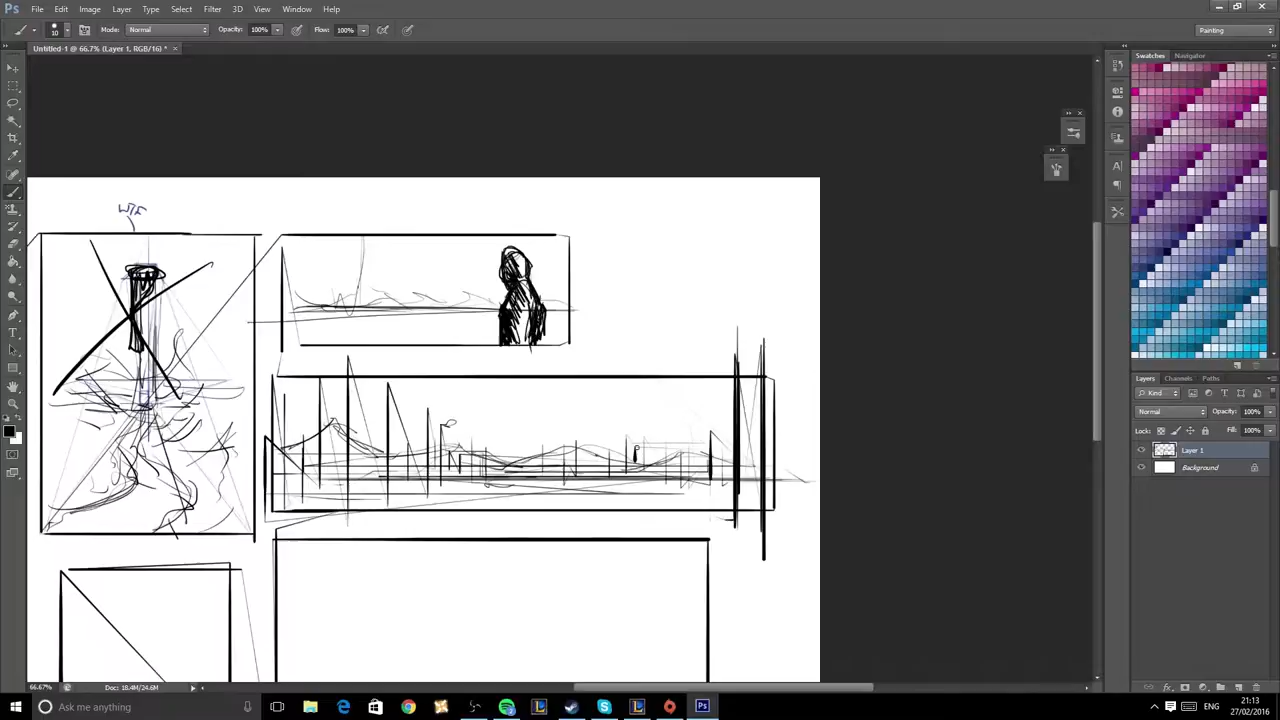 Ps File Edit Image Layer Type Select Filter 3D View Window Help
10 Mode: Normal Opacity: 100% Flow: 100% Painting
Untitled-1 @ 66.7% (Layer 1, RGB/16) * ×
Swatches Navigator
WTF
Layers Channels Paths
Kind
Normal Opacity: 100%
Lock: Fill: 100%
Layer 1
Background
66.67% Doc: 18.4M/24.6M
Ask me anything
ENG
21:13
27/02/2016